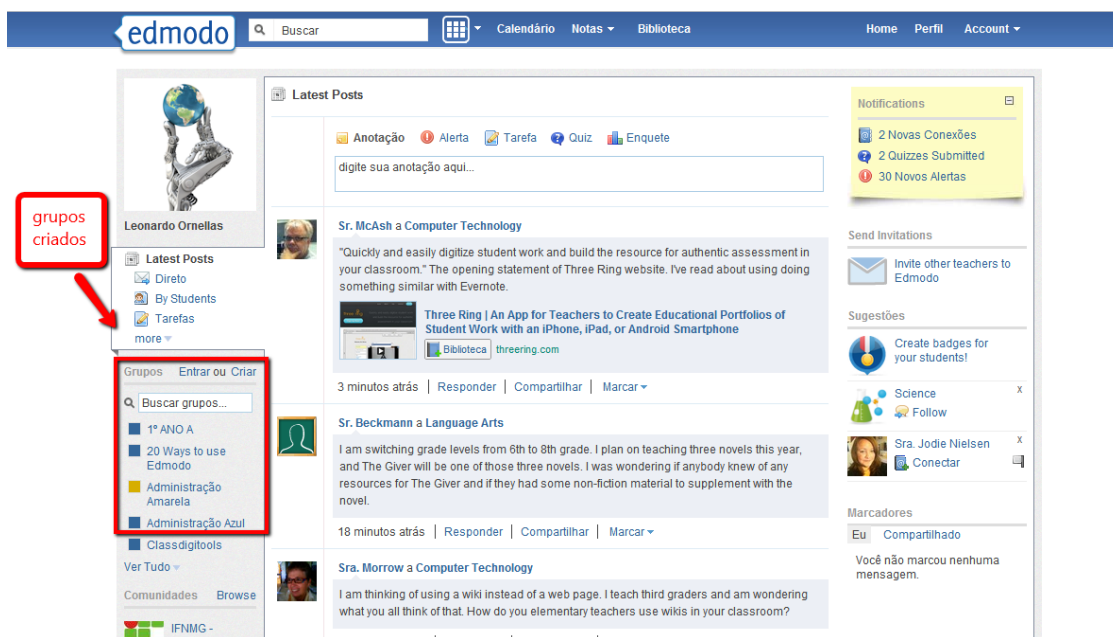 edmodo
Buscar
Calendário
Notas
Biblioteca
Home
Perfil
Account
grupos
criados
Leonardo Ornellas
Latest Posts
Direto
By Students
Tarefas
more
Grupos Entrar ou Criar
Buscar grupos...
1º ANO A
20 Ways to use
Edmodo
Administração
Amarela
Administração Azul
Classdigitools
Ver Tudo
Comunidades Browse
IFNMG -
Latest Posts
Anotação Alerta Tarefa Quiz Enquete
digite sua anotação aqui...
Sr. McAsh a Computer Technology
"Quickly and easily digitize student work and build the resource for authentic assessment in
your classroom." The opening statement of Three Ring website. I've read about using doing
something similar with Evernote.
Three Ring | An App for Teachers to Create Educational Portfolios of
Student Work with an iPhone, iPad, or Android Smartphone
Biblioteca threering.com
3 minutos atrás | Responder | Compartilhar | Marcar
Sr. Beckmann a Language Arts
I am switching grade levels from 6th to 8th grade. I plan on teaching three novels this year,
and The Giver will be one of those three novels. I was wondering if anybody knew of any
resources for The Giver and if they had some non-fiction material to supplement with the
novel.
18 minutos atrás | Responder | Compartilhar | Marcar
Sra. Morrow a Computer Technology
I am thinking of using a wiki instead of a web page. I teach third graders and am wondering
what you all think of that. How do you elementary teachers use wikis in your classroom?
Notifications
2 Novas Conexões
2 Quizzes Submitted
30 Novos Alertas
Send Invitations
Invite other teachers to
Edmodo
Sugestões
Create badges for
your students!
Science x
Follow
Sra. Jodie Nielsen x
Conectar
Marcadores
Eu Compartilhado
Você não marcou nenhuma
mensagem.